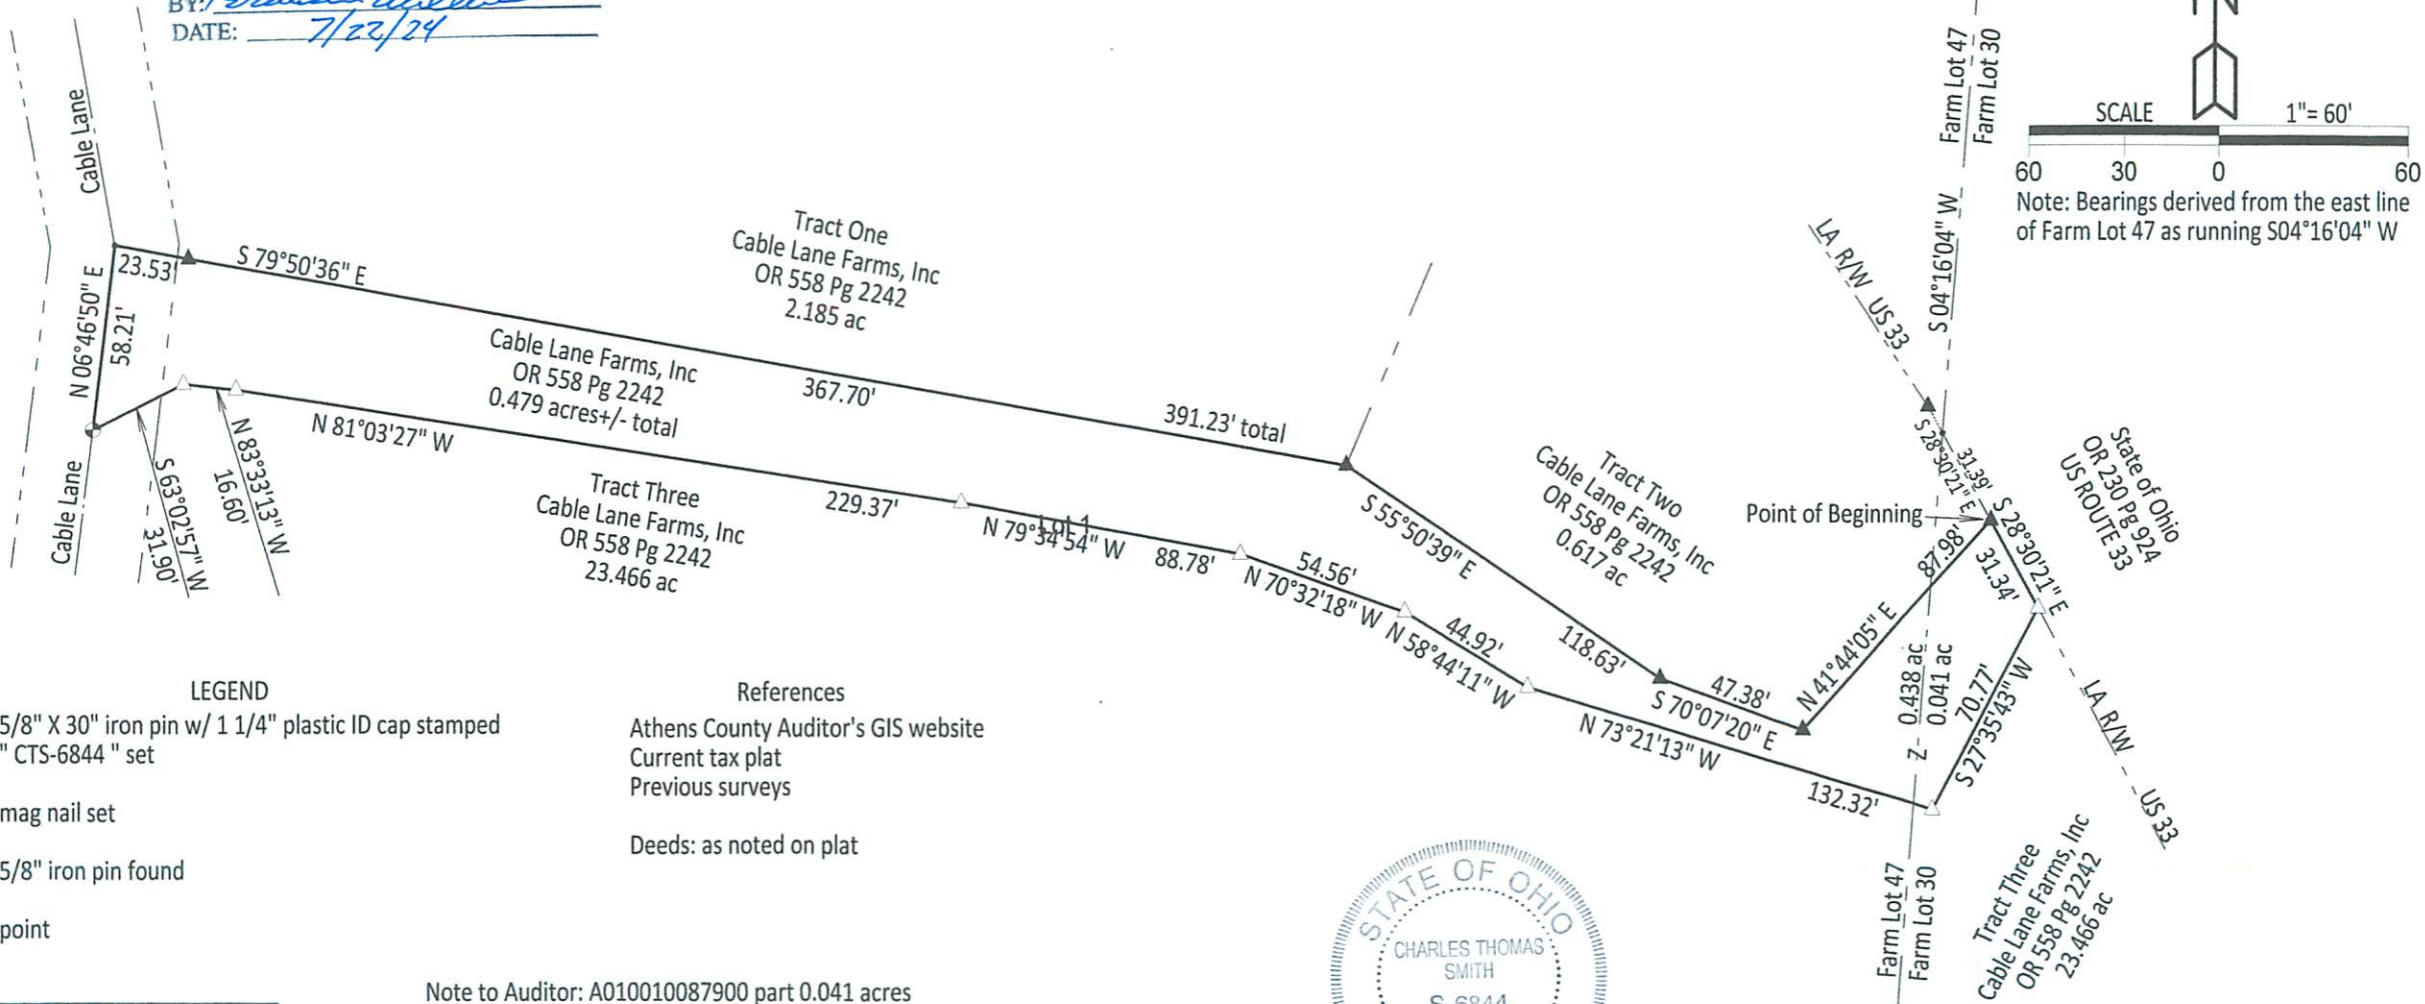 BY:
DATE: 7/22/24
Cable Lane
23.53'
S 79°50'36" E
N 06°46'50" E
58.21'
Cable Lane
S 63°02'57" W
31.90'
N 83°33'13" W
16.60'
Tract One
Cable Lane Farms, Inc
OR 558 Pg 2242
2.185 ac
Cable Lane Farms, Inc
OR 558 Pg 2242
0.479 acres+/- total
367.70'
391.23' total
N 81°03'27" W
229.37'
Tract Three
Cable Lane Farms, Inc
OR 558 Pg 2242
23.466 ac
Lot 1
N 79°34'54" W
88.78'
54.56'
N 70°32'18" W
44.92'
N 58°44'11" W
S 55°50'39" E
118.63'
Tract Two
Cable Lane Farms, Inc
OR 558 Pg 2242
0.617 ac
47.38'
S 70°07'20" E
N 73°21'13" W
132.32'
N 41°44'05" E
87.98'
Point of Beginning
Farm Lot 47
Farm Lot 30
S 04°16'04" W
LA R/W US 33
S 28°30'21" E
31.39'
S 28°30'21" E
31.34'
State of Ohio
OR 230 Pg 924
US ROUTE 33
Z
0.438 ac
0.041 ac
70.77'
S 27°35'43" W
LA R/W US 33
Farm Lot 47
Farm Lot 30
Tract Three
Cable Lane Farms, Inc
OR 558 Pg 2242
23.466 ac
N
SCALE 1"= 60'
60 30 0 60
Note: Bearings derived from the east line
of Farm Lot 47 as running S04°16'04" W
LEGEND
5/8" X 30" iron pin w/ 1 1/4" plastic ID cap stamped
" CTS-6844 " set
mag nail set
5/8" iron pin found
point
References
Athens County Auditor's GIS website
Current tax plat
Previous surveys
Deeds: as noted on plat
Note to Auditor: A010010087900 part 0.041 acres
STATE OF OHIO
CHARLES THOMAS
SMITH
S-6844